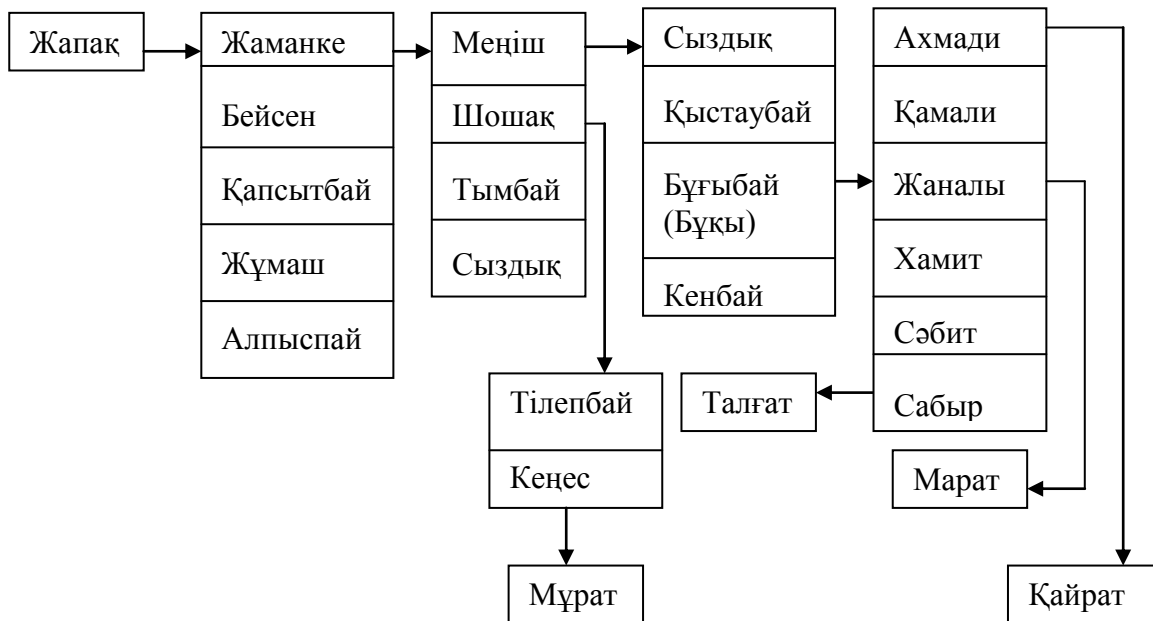 Жапақ
Жаманке
Бейсен
Қапсытбай
Жұмаш
Алпыспай
Меңіш
Шошақ
Тымбай
Сыздық
Сыздық
Қыстаубай
Бұғыбай
(Бұқы)
Кенбай
Ахмади
Қамали
Жаналы
Хамит
Сәбит
Сабыр
Тілепбай
Кеңес
Талғат
Марат
Мұрат
Қайрат